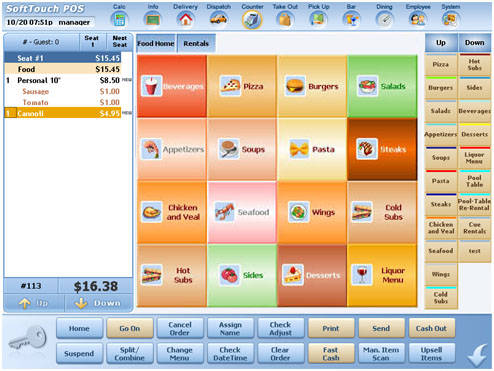 SoftTouch POS
10/20 07:51p manager
Calc Info Delivery Dispatch Counter Take Out Pick Up Bar Dining Employee System
# - Guest: 0 Seat 1 Next Seat
Seat #1 $15.45
Food $15.45
1 Personal 10" $8.50 NEW
Sausage $1.00
Tomato $1.00
1 Cannoli $4.95 NEW
#113 $16.38
Up Down
Food Home Rentals
Beverages Pizza Burgers Salads
Appetizers Soups Pasta Steaks
Chicken and Veal Seafood Wings Cold Subs
Hot Subs Sides Desserts Liquor Menu
Up Down
Pizza Hot Subs
Burgers Sides
Salads Beverages
Appetizers Desserts
Soups Liquor Menu
Pasta Pool Table
Steaks Pool-Table Re-Rental
Chicken and Veal Cue Rentals
Seafood test
Wings
Cold Subs
Home Go On Cancel Order Assign Name Check Adjust Print Send Cash Out
Suspend Split/ Combine Change Menu Check DateTime Clear Order Fast Cash Man. Item Scan Upsell Items